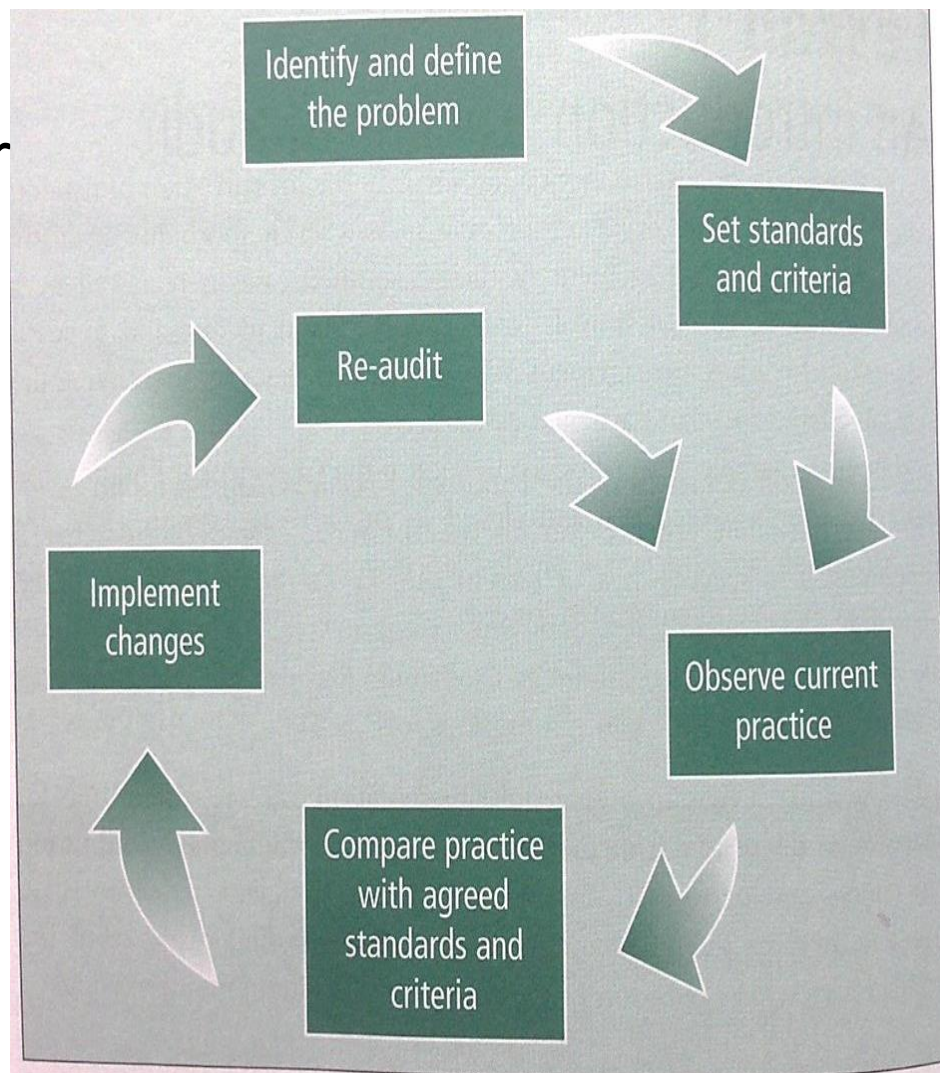 Identify and define
the problem
Set standards
and criteria
Re-audit
Implement
changes
Observe current
practice
Compare practice
with agreed
standards and
criteria